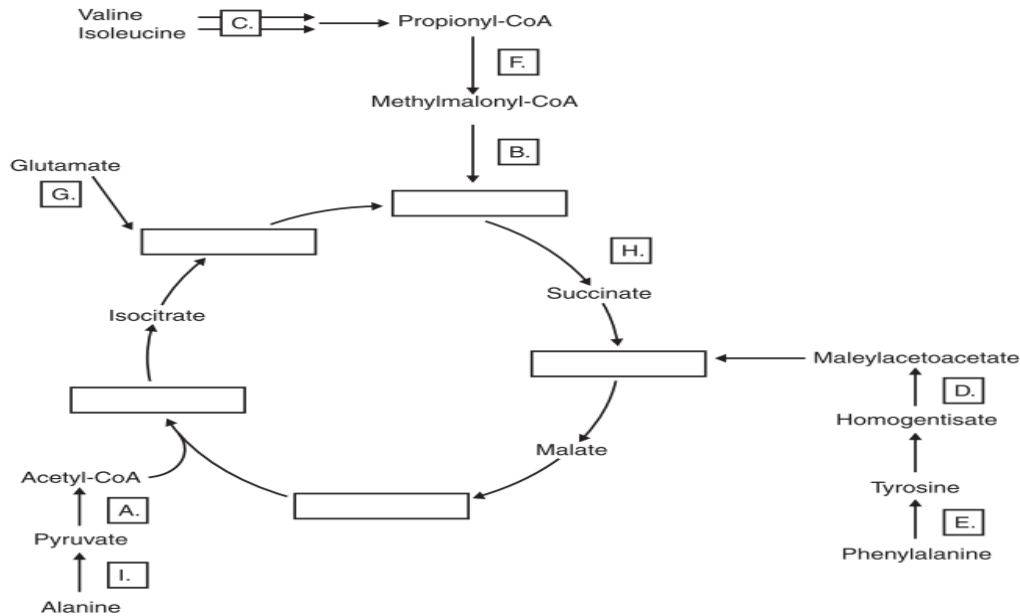 Valine
Isoleucine
C.
Propionyl-CoA
F.
Methylmalonyl-CoA
B.
Glutamate
G.
H.
Succinate
Isocitrate
Maleylacetoacetate
D.
Homogentisate
Malate
Acetyl-CoA
Tyrosine
A.
E.
Pyruvate
Phenylalanine
I.
Alanine